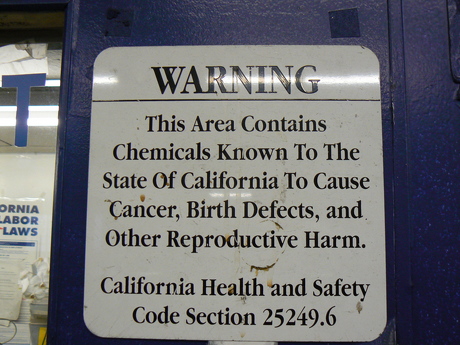 WARNING
This Area Contains
Chemicals Known To The
State Of California To Cause
Cancer, Birth Defects, and
Other Reproductive Harm.
California Health and Safety
Code Section 25249.6
T
ORNIA
LABOR
LAWS